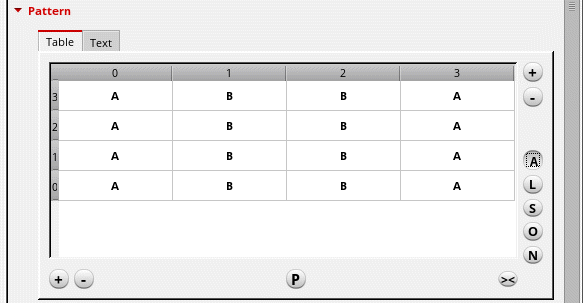 Pattern
Table Text
0 1 2 3
3 A B B A
+
-
2 A B B A
1 A B B A
A
0 A B B A
L
S
O
N
+ - P ><